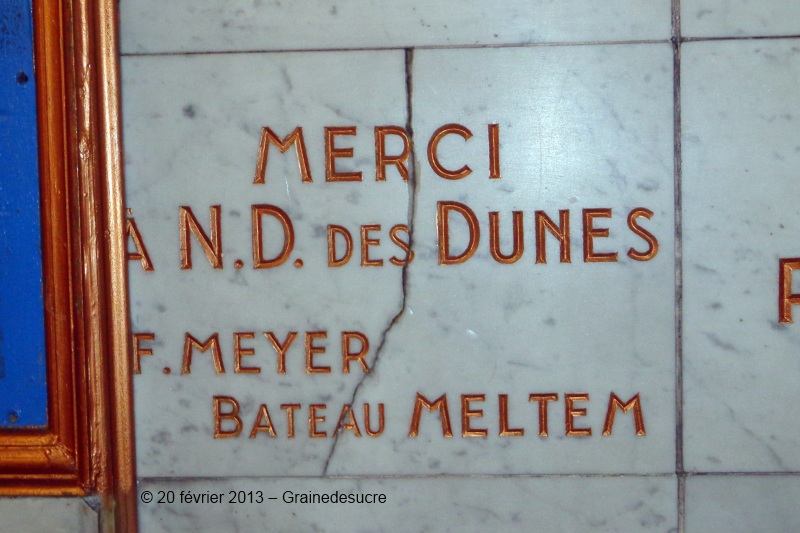 MERCI
À N.D. DES DUNES
F. MEYER
BATEAU MELTEM
© 20 février 2013 – Grainedesucre